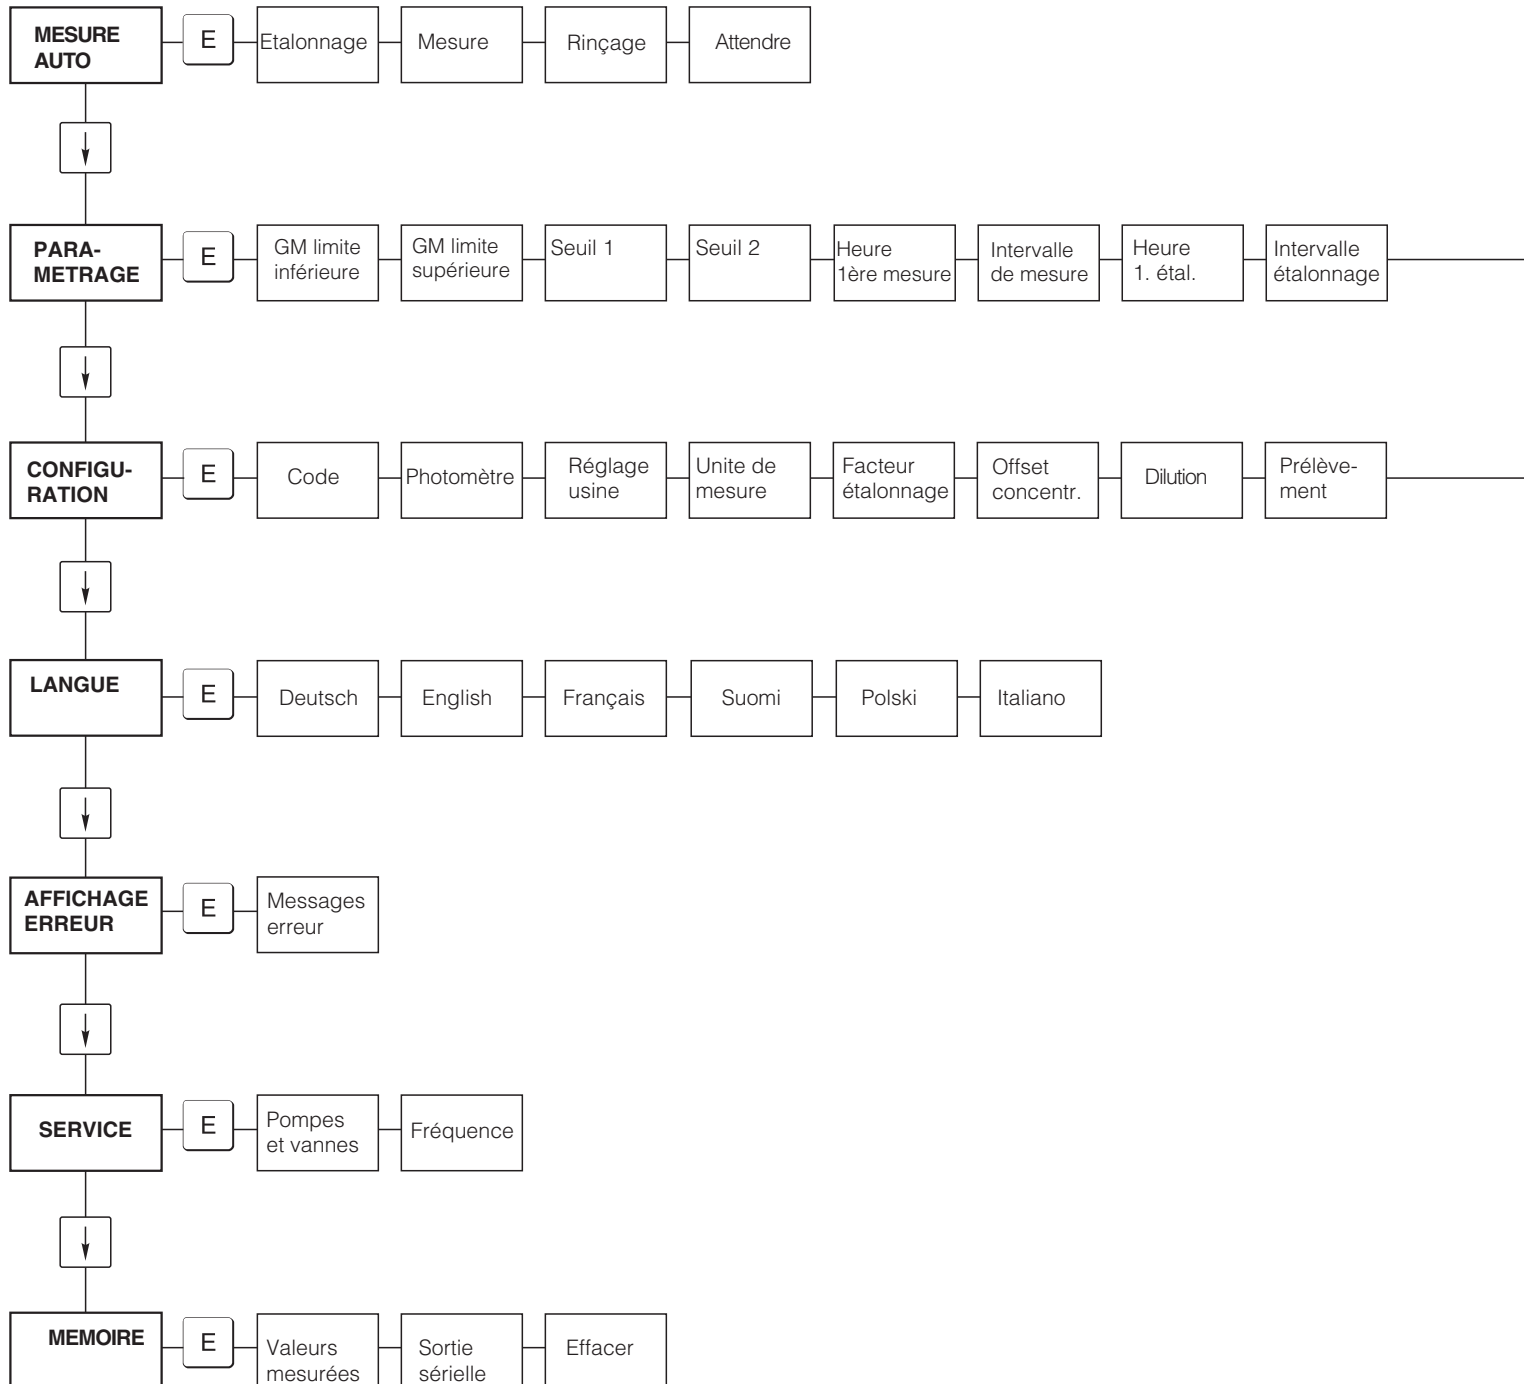 MESURE
AUTO
E
Etalonnage
Mesure
Rinçage
Attendre
PARA-
METRAGE
E
GM limite
inférieure
GM limite
supérieure
Seuil 1
Seuil 2
Heure
1ère mesure
Intervalle
de mesure
Heure
1. étal.
Intervalle
étalonnage
CONFIGU-
RATION
E
Code
Photomètre
Réglage
usine
Unite de
mesure
Facteur
étalonnage
Offset
concentr.
Dilution
Prélève-
ment
LANGUE
E
Deutsch
English
Français
Suomi
Polski
Italiano
AFFICHAGE
ERREUR
E
Messages
erreur
SERVICE
E
Pompes
et vannes
Fréquence
MEMOIRE
E
Valeurs
mesurées
Sortie
sérielle
Effacer